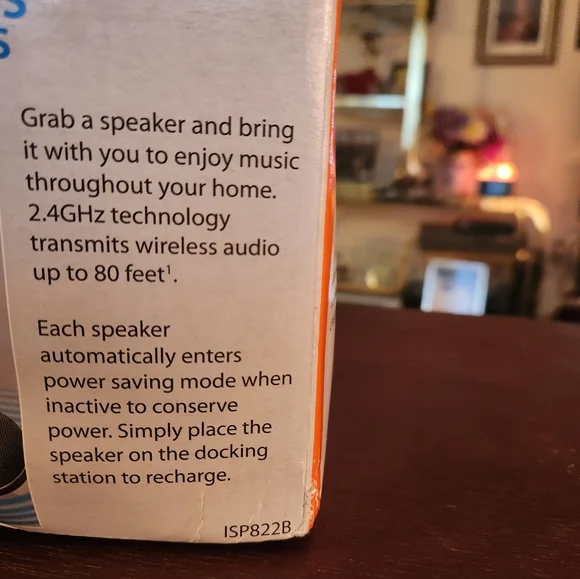 S
S
Grab a speaker and bring
it with you to enjoy music
throughout your home.
2.4GHz technology
transmits wireless audio
up to 80 feet¹.
Each speaker
automatically enters
power saving mode when
inactive to conserve
power. Simply place the
speaker on the docking
station to recharge.
ISP822B